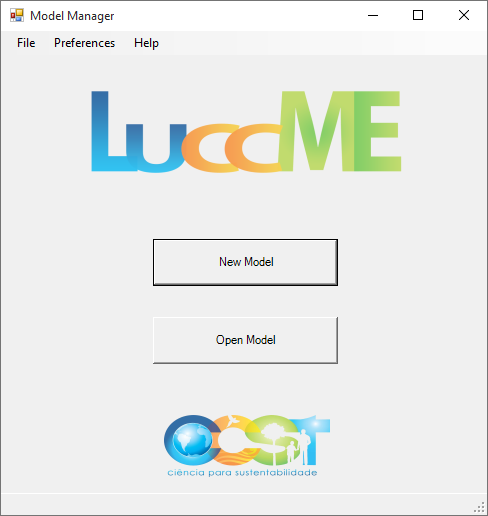 Model Manager
File Preferences Help
LuccME
New Model
Open Model
CCST
ciência para sustentabilidade